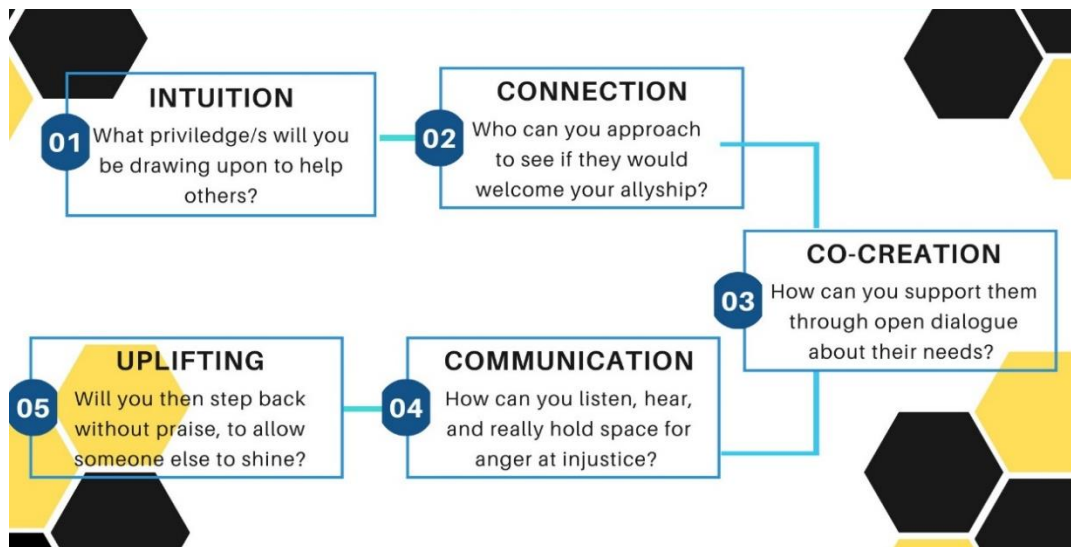 01
INTUITION
What priviledge/s will you
be drawing upon to help
others?
02
CONNECTION
Who can you approach
to see if they would
welcome your allyship?
03
CO-CREATION
How can you support them
through open dialogue
about their needs?
04
COMMUNICATION
How can you listen, hear,
and really hold space for
anger at injustice?
05
UPLIFTING
Will you then step back
without praise, to allow
someone else to shine?